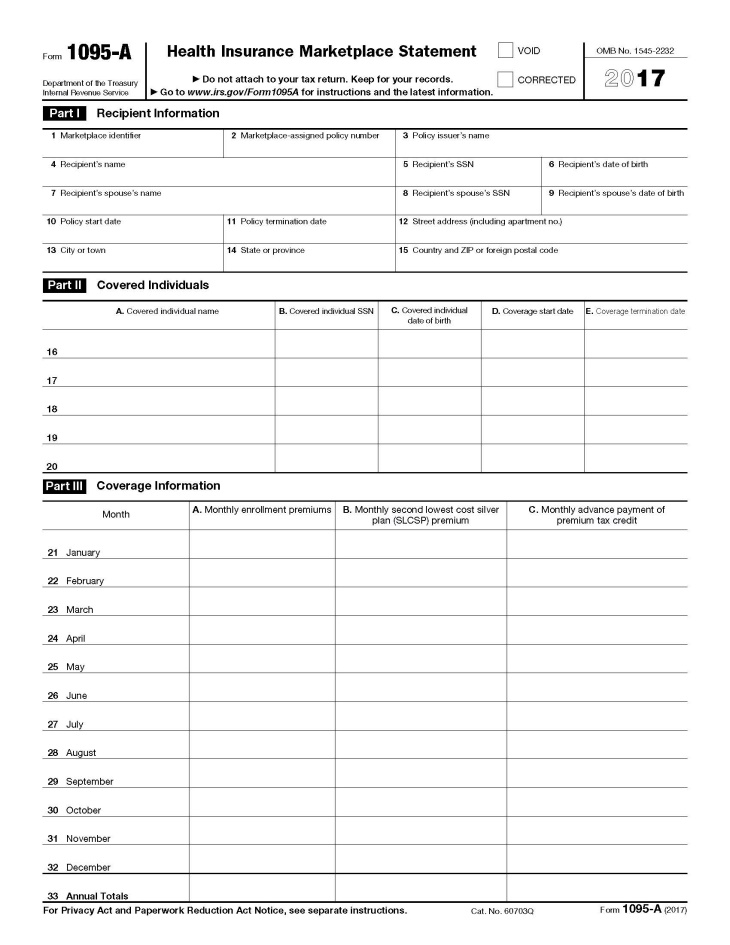 Form 1095-A
Department of the Treasury
Internal Revenue Service
Health Insurance Marketplace Statement
▶ Do not attach to your tax return. Keep for your records.
▶ Go to www.irs.gov/Form1095A for instructions and the latest information.
VOID
CORRECTED
OMB No. 1545-2232
2017
Part I Recipient Information
1 Marketplace identifier
2 Marketplace-assigned policy number
3 Policy issuer's name
4 Recipient's name
5 Recipient's SSN
6 Recipient's date of birth
7 Recipient's spouse's name
8 Recipient's spouse's SSN
9 Recipient's spouse's date of birth
10 Policy start date
11 Policy termination date
12 Street address (including apartment no.)
13 City or town
14 State or province
15 Country and ZIP or foreign postal code
Part II Covered Individuals
A. Covered individual name
B. Covered individual SSN
C. Covered individual
date of birth
D. Coverage start date
E. Coverage termination date
16
17
18
19
20
Part III Coverage Information
Month
A. Monthly enrollment premiums
B. Monthly second lowest cost silver
plan (SLCSP) premium
C. Monthly advance payment of
premium tax credit
21 January
22 February
23 March
24 April
25 May
26 June
27 July
28 August
29 September
30 October
31 November
32 December
33 Annual Totals
For Privacy Act and Paperwork Reduction Act Notice, see separate instructions.
Cat. No. 60703Q
Form 1095-A (2017)